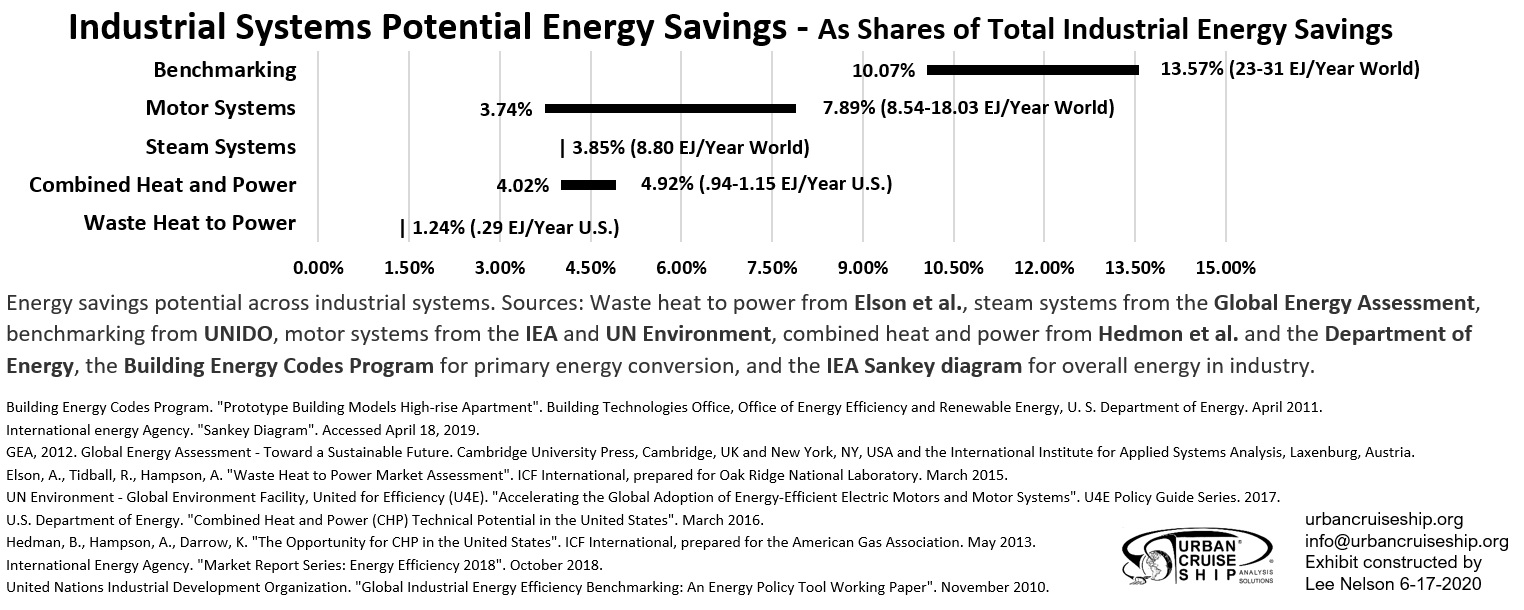 Industrial Systems Potential Energy Savings - As Shares of Total Industrial Energy Savings
Benchmarking 10.07% 13.57% (23-31 EJ/Year World)
Motor Systems 3.74% 7.89% (8.54-18.03 EJ/Year World)
Steam Systems | 3.85% (8.80 EJ/Year World)
Combined Heat and Power 4.02% 4.92% (.94-1.15 EJ/Year U.S.)
Waste Heat to Power | 1.24% (.29 EJ/Year U.S.)
0.00% 1.50% 3.00% 4.50% 6.00% 7.50% 9.00% 10.50% 12.00% 13.50% 15.00%
Energy savings potential across industrial systems. Sources: Waste heat to power from Elson et al., steam systems from the Global Energy Assessment,
benchmarking from UNIDO, motor systems from the IEA and UN Environment, combined heat and power from Hedmon et al. and the Department of
Energy, the Building Energy Codes Program for primary energy conversion, and the IEA Sankey diagram for overall energy in industry.
Building Energy Codes Program. "Prototype Building Models High-rise Apartment". Building Technologies Office, Office of Energy Efficiency and Renewable Energy, U. S. Department of Energy. April 2011.
International energy Agency. "Sankey Diagram". Accessed April 18, 2019.
GEA, 2012. Global Energy Assessment - Toward a Sustainable Future. Cambridge University Press, Cambridge, UK and New York, NY, USA and the International Institute for Applied Systems Analysis, Laxenburg, Austria.
Elson, A., Tidball, R., Hampson, A. "Waste Heat to Power Market Assessment". ICF International, prepared for Oak Ridge National Laboratory. March 2015.
UN Environment - Global Environment Facility, United for Efficiency (U4E). "Accelerating the Global Adoption of Energy-Efficient Electric Motors and Motor Systems". U4E Policy Guide Series. 2017.
U.S. Department of Energy. "Combined Heat and Power (CHP) Technical Potential in the United States". March 2016.
Hedman, B., Hampson, A., Darrow, K. "The Opportunity for CHP in the United States". ICF International, prepared for the American Gas Association. May 2013.
International Energy Agency. "Market Report Series: Energy Efficiency 2018". October 2018.
United Nations Industrial Development Organization. "Global Industrial Energy Efficiency Benchmarking: An Energy Policy Tool Working Paper". November 2010.
URBAN
CRUISE
SHIP
ANALYSIS
SOLUTIONS
urbancruiseship.org
info@urbancruiseship.org
Exhibit constructed by
Lee Nelson 6-17-2020